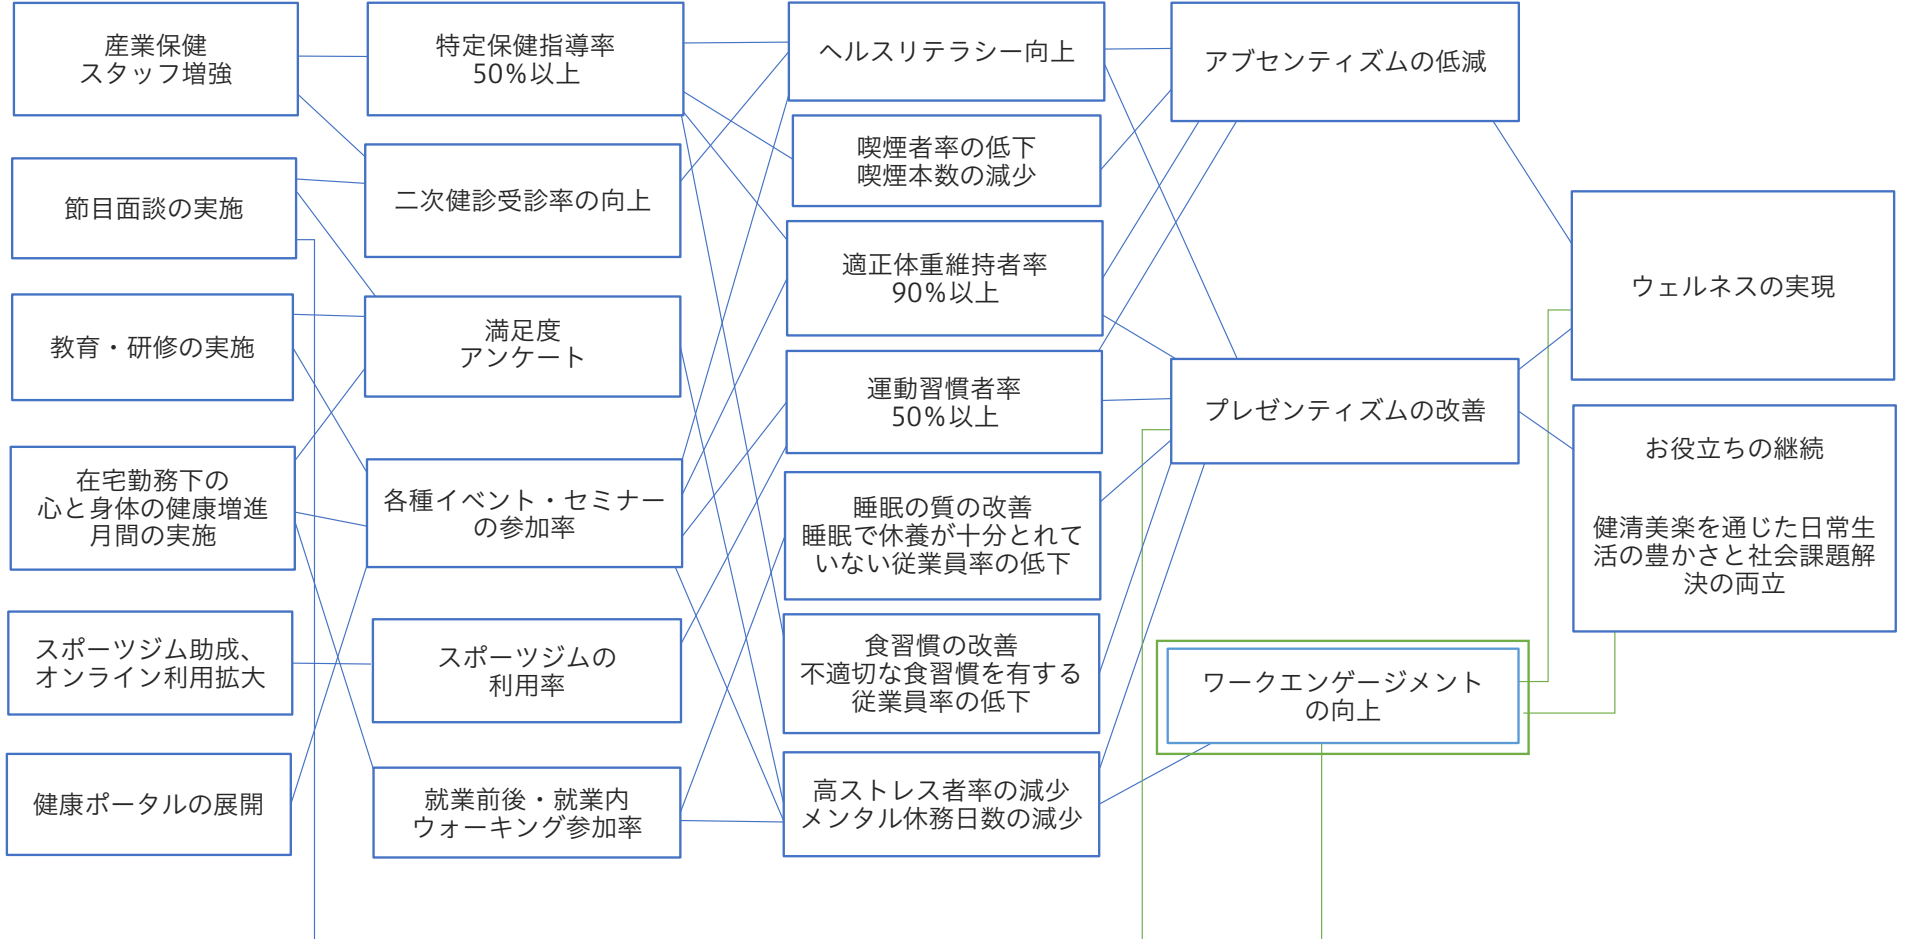 産業保健
スタッフ増強
節目面談の実施
教育・研修の実施
在宅勤務下の
心と身体の健康増進
月間の実施
スポーツジム助成、
オンライン利用拡大
健康ポータルの展開
特定保健指導率
50%以上
二次健診受診率の向上
満足度
アンケート
各種イベント・セミナー
の参加率
スポーツジムの
利用率
就業前後・就業内
ウォーキング参加率
ヘルスリテラシー向上
喫煙者率の低下
喫煙本数の減少
適正体重維持者率
90%以上
運動習慣者率
50%以上
睡眠の質の改善
睡眠で休養が十分とれて
いない従業員率の低下
食習慣の改善
不適切な食習慣を有する
従業員率の低下
高ストレス者率の減少
メンタル休務日数の減少
アブセンティズムの低減
プレゼンティズムの改善
ワークエンゲージメント
の向上
ウェルネスの実現
お役立ちの継続
健清美楽を通じた日常生
活の豊かさと社会課題解
決の両立